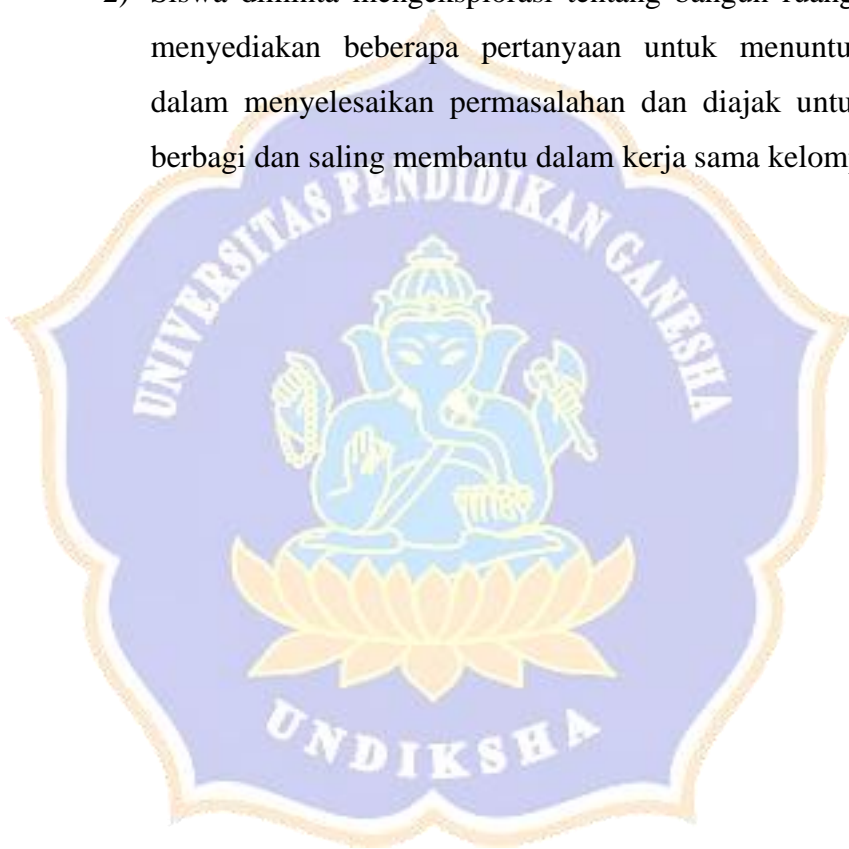 2) Siswa diminta mengeksplorasi tentang bangun ruang
menyediakan beberapa pertanyaan untuk
dalam menyelesaikan permasalahan dan diajak
berbagi dan saling membantu dalam kerja sama
UNIVERSITAS PENDIDIKAN GANESHA
UNDIKSHA